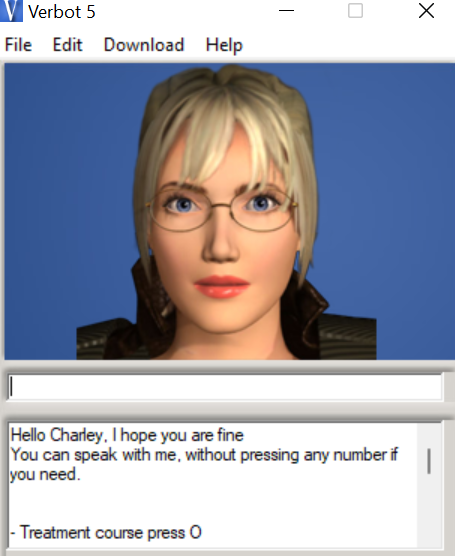 Verbot 5
File Edit Download Help
Hello Charley, I hope you are fine
You can speak with me, without pressing any number if
you need.
- Treatment course press O